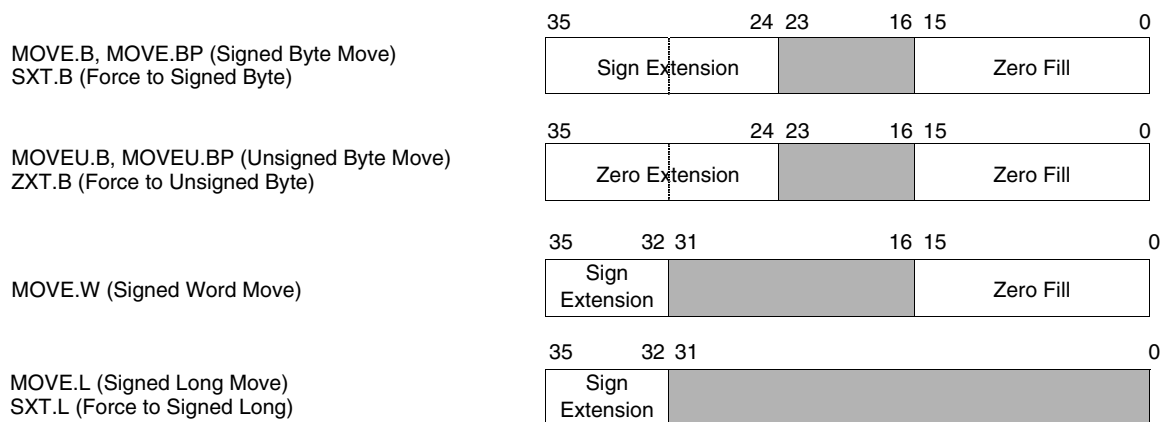 35 24 23 16 15 0
MOVE.B, MOVE.BP (Signed Byte Move)
SXT.B (Force to Signed Byte)
Sign Extension
Zero Fill
35 24 23 16 15 0
MOVEU.B, MOVEU.BP (Unsigned Byte Move)
ZXT.B (Force to Unsigned Byte)
Zero Extension
Zero Fill
35 32 31 16 15 0
MOVE.W (Signed Word Move)
Sign
Extension
Zero Fill
35 32 31 0
MOVE.L (Signed Long Move)
SXT.L (Force to Signed Long)
Sign
Extension